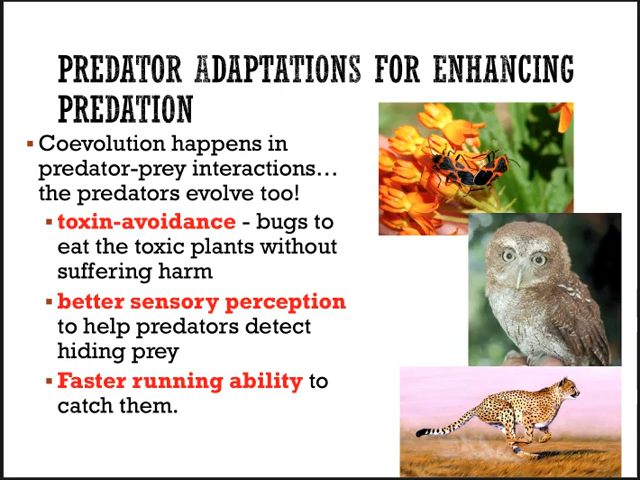 PREDATOR ADAPTATIONS FOR ENHANCING
PREDATION
▪ Coevolution happens in
predator-prey interactions…
the predators evolve too!
▪ toxin-avoidance - bugs to
eat the toxic plants without
suffering harm
▪ better sensory perception
to help predators detect
hiding prey
▪ Faster running ability to
catch them.